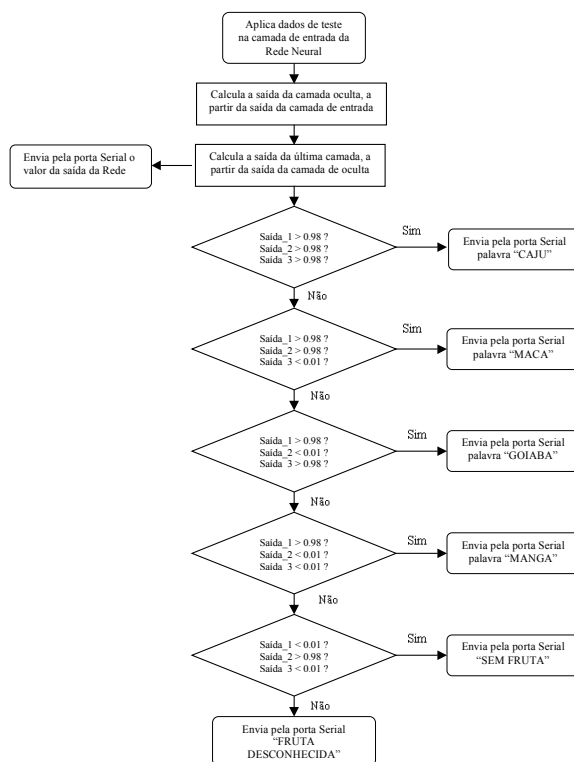 Aplica dados de teste
na camada de entrada da
Rede Neural
Calcula a saída da camada oculta, a
partir da saída da camada de entrada
Envia pela porta Serial o
valor da saída da Rede
Calcula a saída da última camada, a
partir da saída da camada de oculta
Saída_1 > 0.98 ?
Saída_2 > 0.98 ?
Saída_3 > 0.98 ?
Sim
Envia pela porta Serial
palavra “CAJU”
Não
Saída_1 > 0.98 ?
Saída_2 > 0.98 ?
Saída_3 < 0.01 ?
Sim
Envia pela porta Serial
palavra “MACA”
Não
Saída_1 > 0.98 ?
Saída_2 < 0.01 ?
Saída_3 > 0.98 ?
Sim
Envia pela porta Serial
palavra “GOIABA”
Não
Saída_1 > 0.98 ?
Saída_2 < 0.01 ?
Saída_3 < 0.01 ?
Sim
Envia pela porta Serial
palavra “MANGA”
Não
Saída_1 < 0.01 ?
Saída_2 > 0.98 ?
Saída_3 < 0.01 ?
Sim
Envia pela porta Serial
“SEM FRUTA”
Não
Envia pela porta Serial
“FRUTA
DESCONHECIDA”